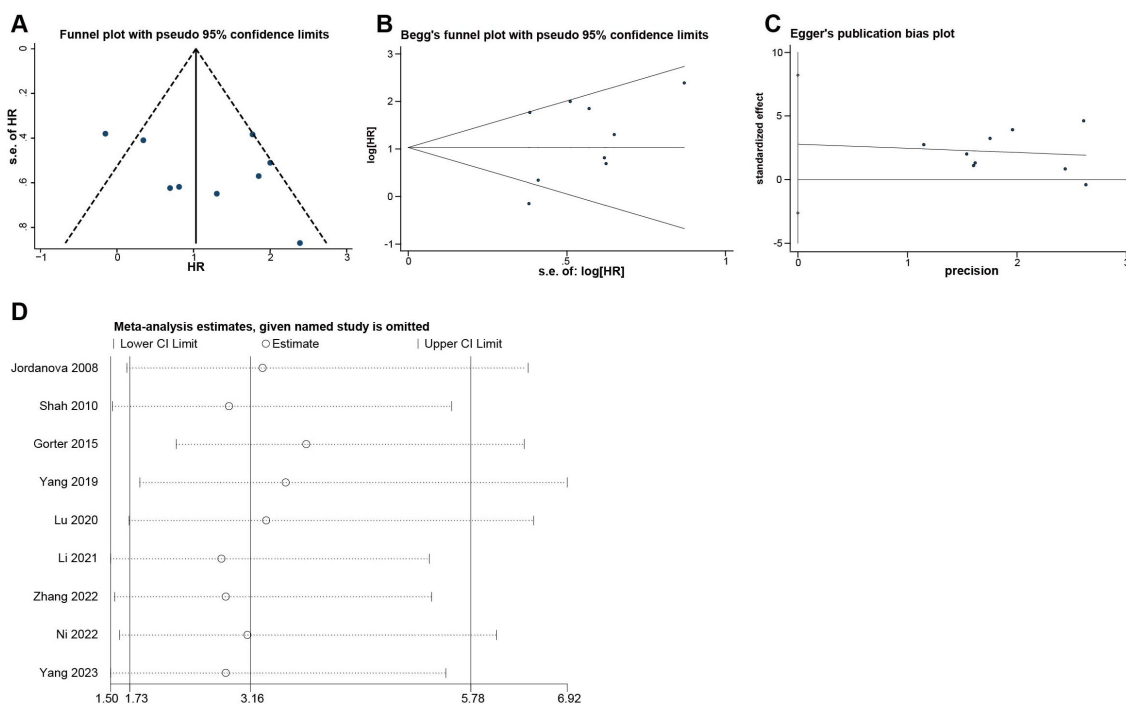 A
Funnel plot with pseudo 95% confidence limits
0
.2
.4
.6
.8
s.e. of HR
-1
0
1
2
3
HR
B
Begg's funnel plot with pseudo 95% confidence limits
3
2
1
0
-1
log[HR]
0
.5
1
s.e. of: log[HR]
C
Egger's publication bias plot
10
5
0
-5
standardized effect
0
1
2
3
precision
D
Meta-analysis estimates, given named study is omitted
Lower CI Limit
Estimate
Upper CI Limit
Jordanova 2008
Shah 2010
Gorter 2015
Yang 2019
Lu 2020
Li 2021
Zhang 2022
Ni 2022
Yang 2023
1.50 1.73 3.16 5.78 6.92